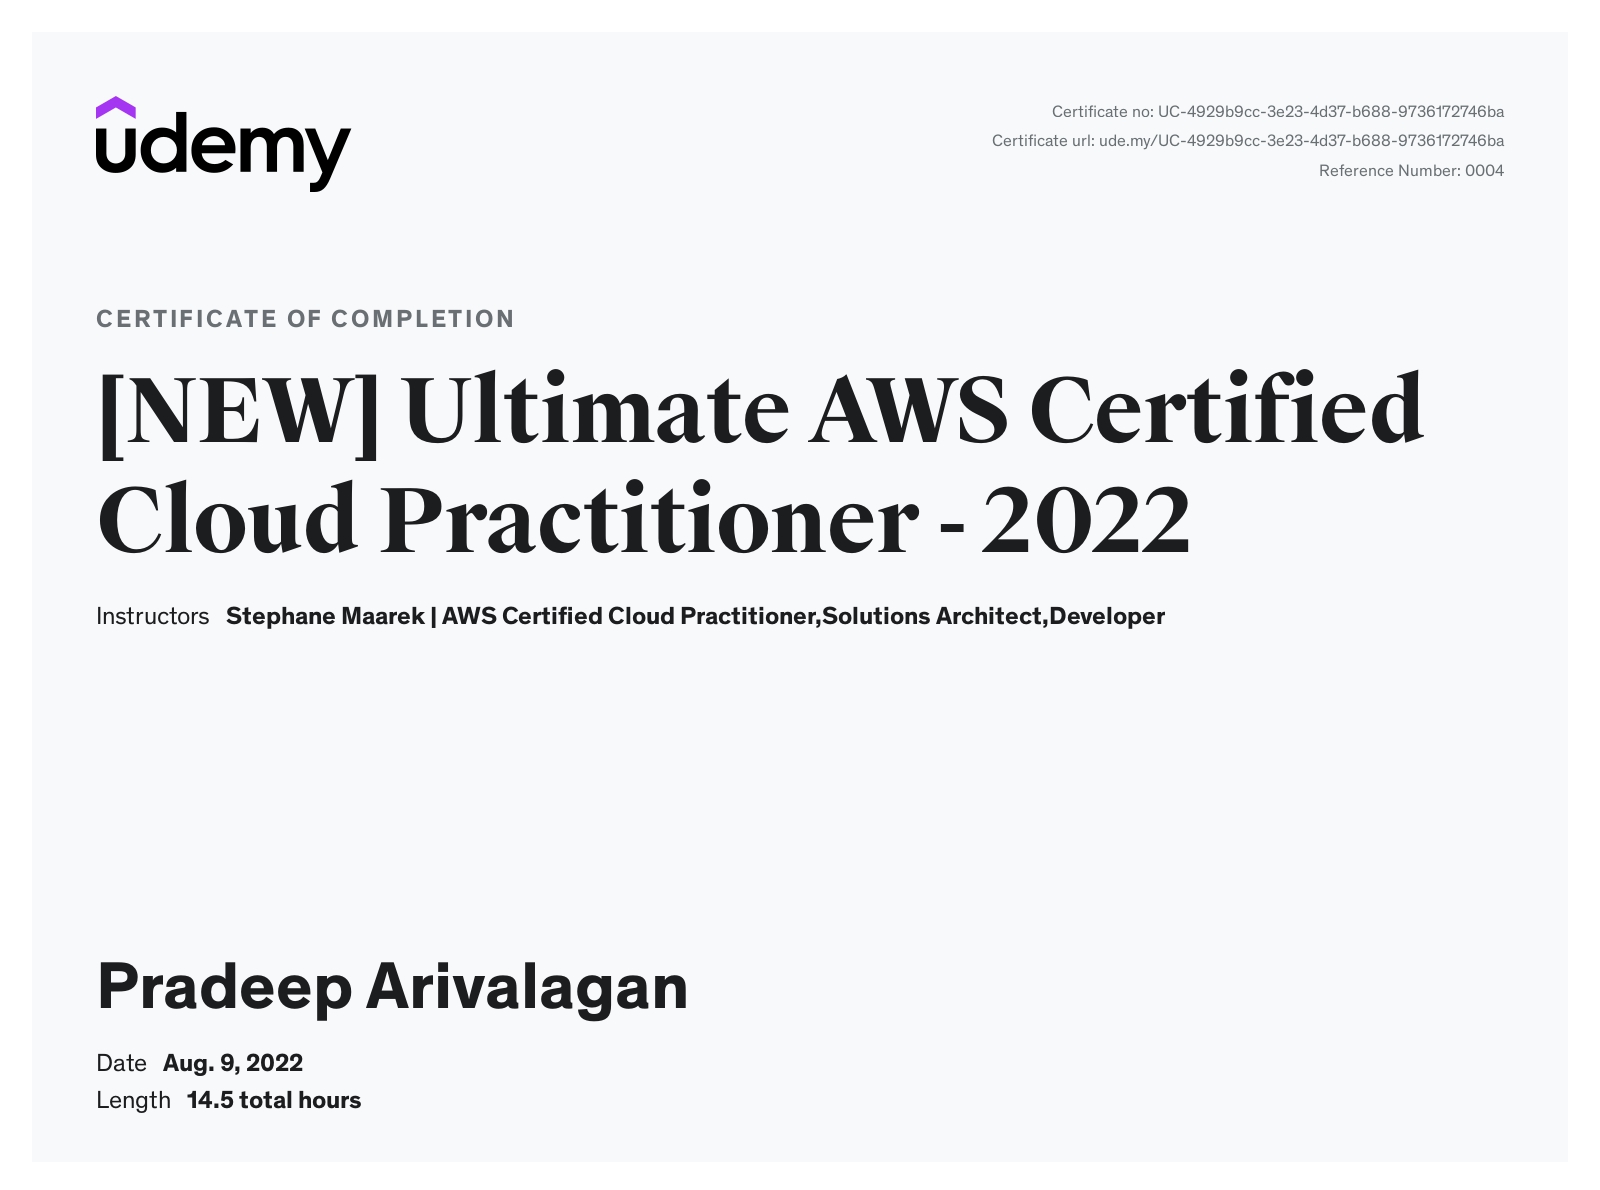 udemy
Certificate no: UC-4929b9cc-3e23-4d37-b688-9736172746ba
Certificate url: ude.my/UC-4929b9cc-3e23-4d37-b688-9736172746ba
Reference Number: 0004
CERTIFICATE OF COMPLETION
[NEW] Ultimate AWS Certified
Cloud Practitioner - 2022
Instructors Stephane Maarek | AWS Certified Cloud Practitioner,Solutions Architect,Developer
Pradeep Arivalagan
Date Aug. 9, 2022
Length 14.5 total hours